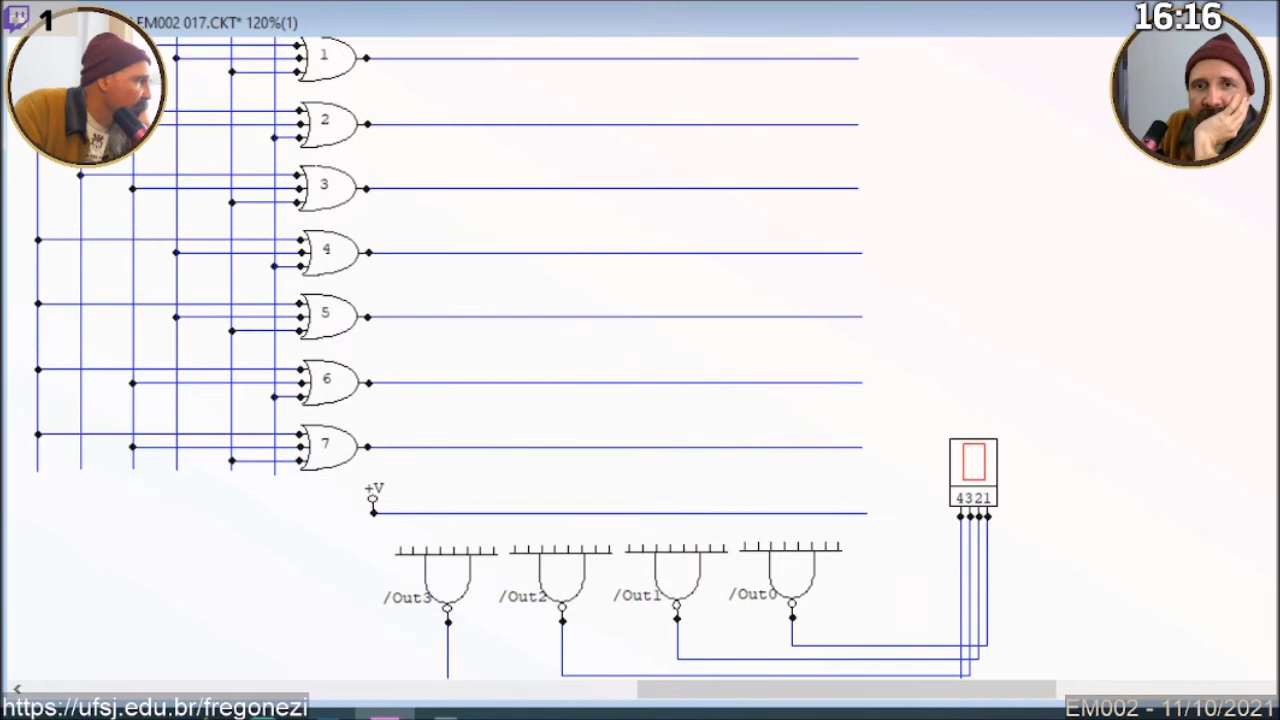 1
EM002 017.CKT* 120%(1)
16:16
1
2
3
4
5
6
7
+V
4321
/Out3
/Out2
/Out1
/Out0
https://ufsj.edu.br/fregonezi
EM002 - 11/10/2021